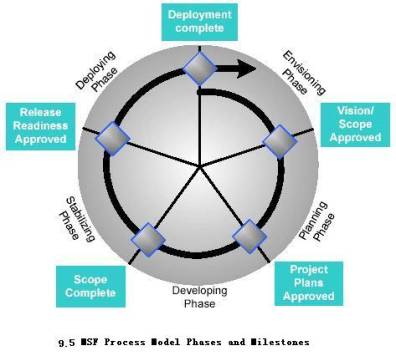 Deployment
complete
Envisioning
Phase
Vision/
Scope
Approved
Planning
Phase
Project
Plans
Approved
Developing
Phase
Scope
Complete
Stabilizing
Phase
Release
Readiness
Approved
Deploying
Phase
9.5 MSF Process Model Phases and Milestones